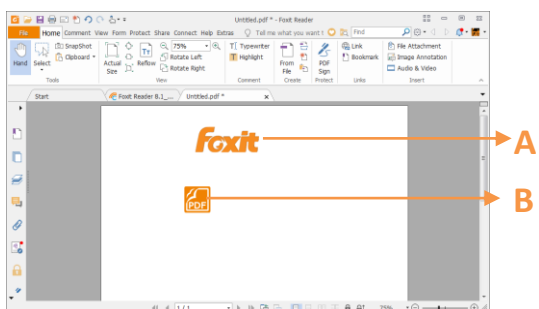 Untitled.pdf * - Foxit Reader
File Home Comment View Form Protect Share Connect Help Extras Tell me what you want t Find
Hand
Select
SnapShot
Clipboard
Actual Size
Reflow
75%
Rotate Left
Rotate Right
Typewriter
Highlight
From File
PDF Sign
Link
Bookmark
File Attachment
Image Annotation
Audio & Video
Tools View Comment Create Protect Links Insert
Start Foxit Reader 8.1_... Untitled.pdf * x
foxit A
PDF B
1 / 1 75%